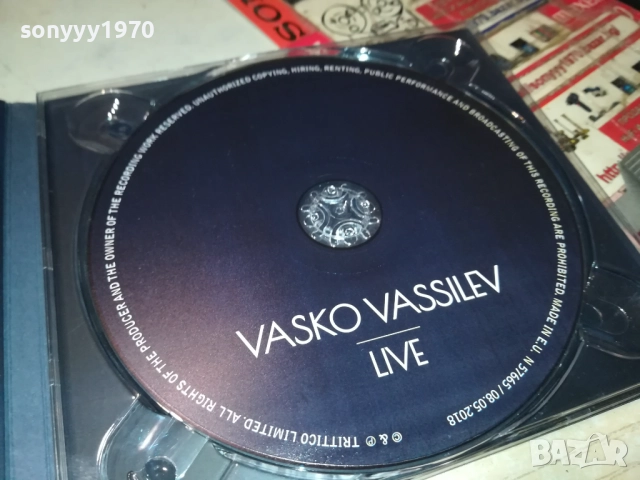 sonyyy1970
VASKO VASSILEV
LIVE
© & ℗ TRITTICO LIMITED. ALL RIGHTS OF THE PRODUCER AND THE OWNER OF THE RECORDING WORK RESERVED. UNAUTHORIZED COPYING, HIRING, RENTING, PUBLIC PERFORMANCE AND BROADCASTING OF THIS RECORDING ARE PROHIBITED. MADE IN E.U. N 57665 / 08.05.2018
BAZAR